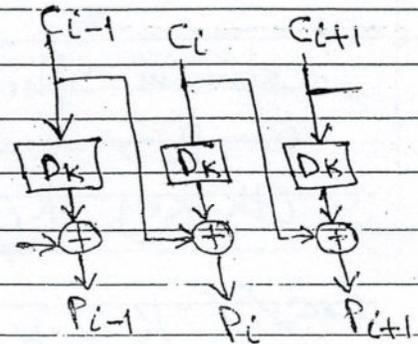 Ci-1 Ci Ci+1
DK DK DK
+ + +
Pi-1 Pi Pi+1